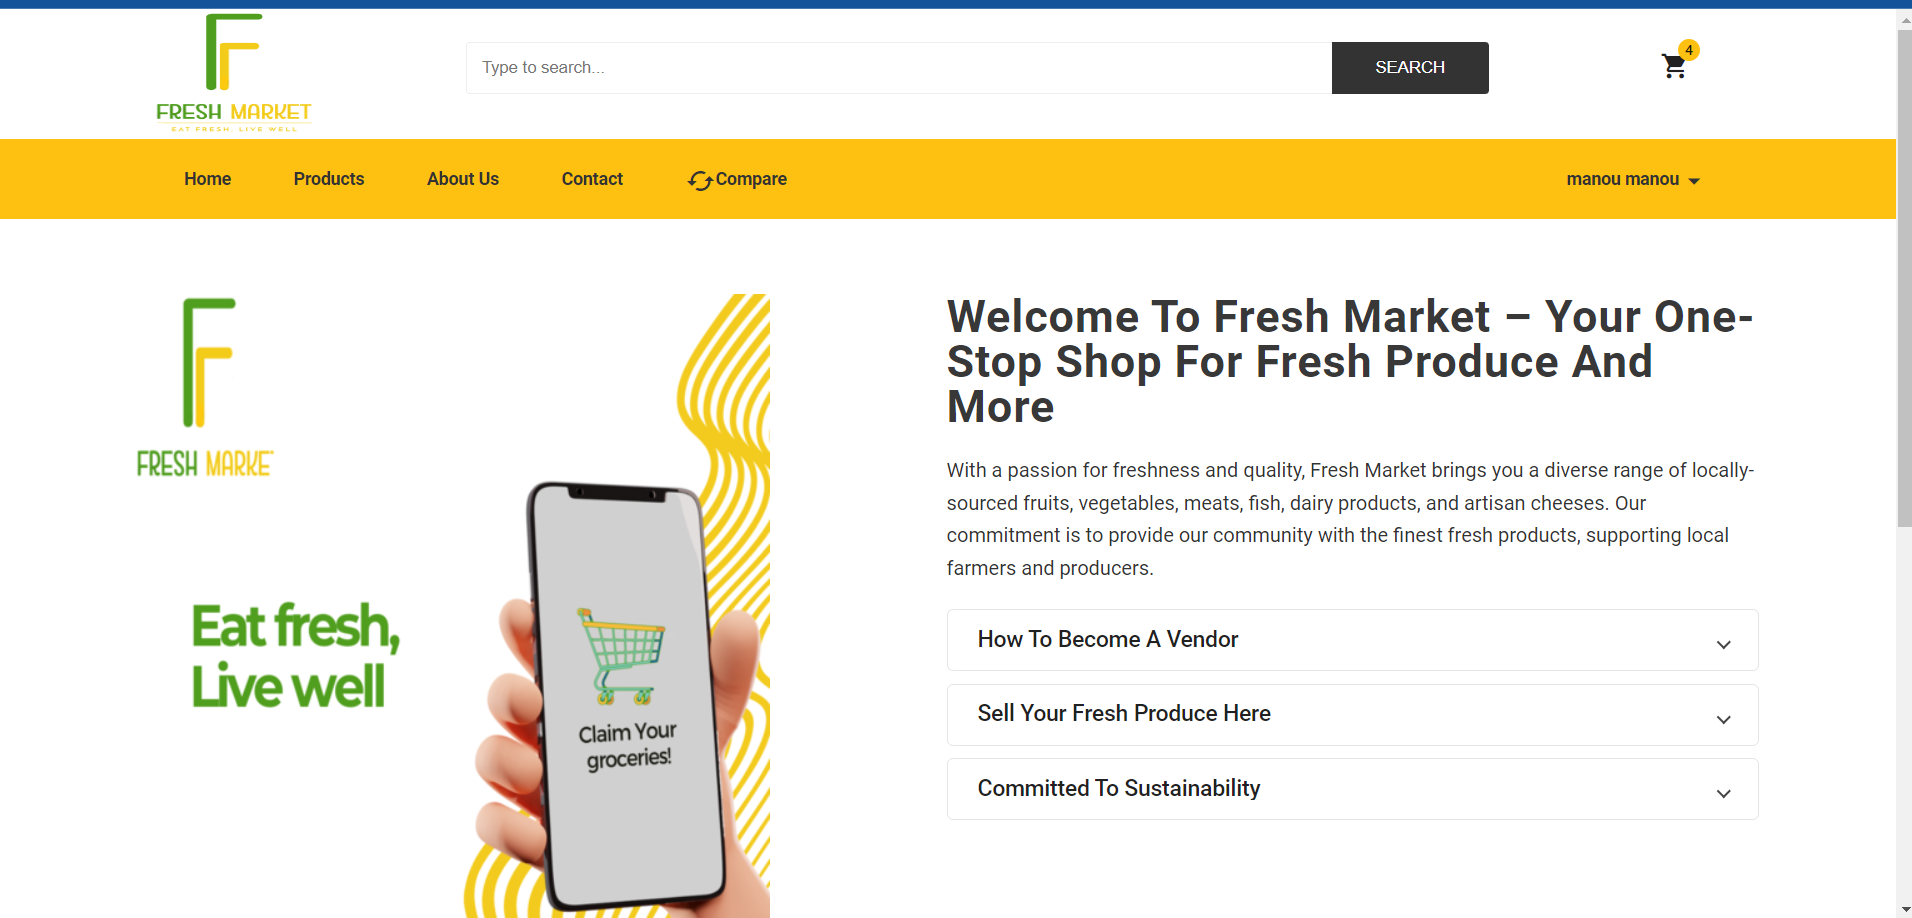 FRESH MARKET
EAT FRESH, LIVE WELL
Type to search...
SEARCH
4
Home
Products
About Us
Contact
Compare
manou manou
FRESH MARKE
Eat fresh,
Live well
Claim Your
groceries!
Welcome To Fresh Market – Your One-
Stop Shop For Fresh Produce And
More
With a passion for freshness and quality, Fresh Market brings you a diverse range of locally-
sourced fruits, vegetables, meats, fish, dairy products, and artisan cheeses. Our
commitment is to provide our community with the finest fresh products, supporting local
farmers and producers.
How To Become A Vendor
Sell Your Fresh Produce Here
Committed To Sustainability